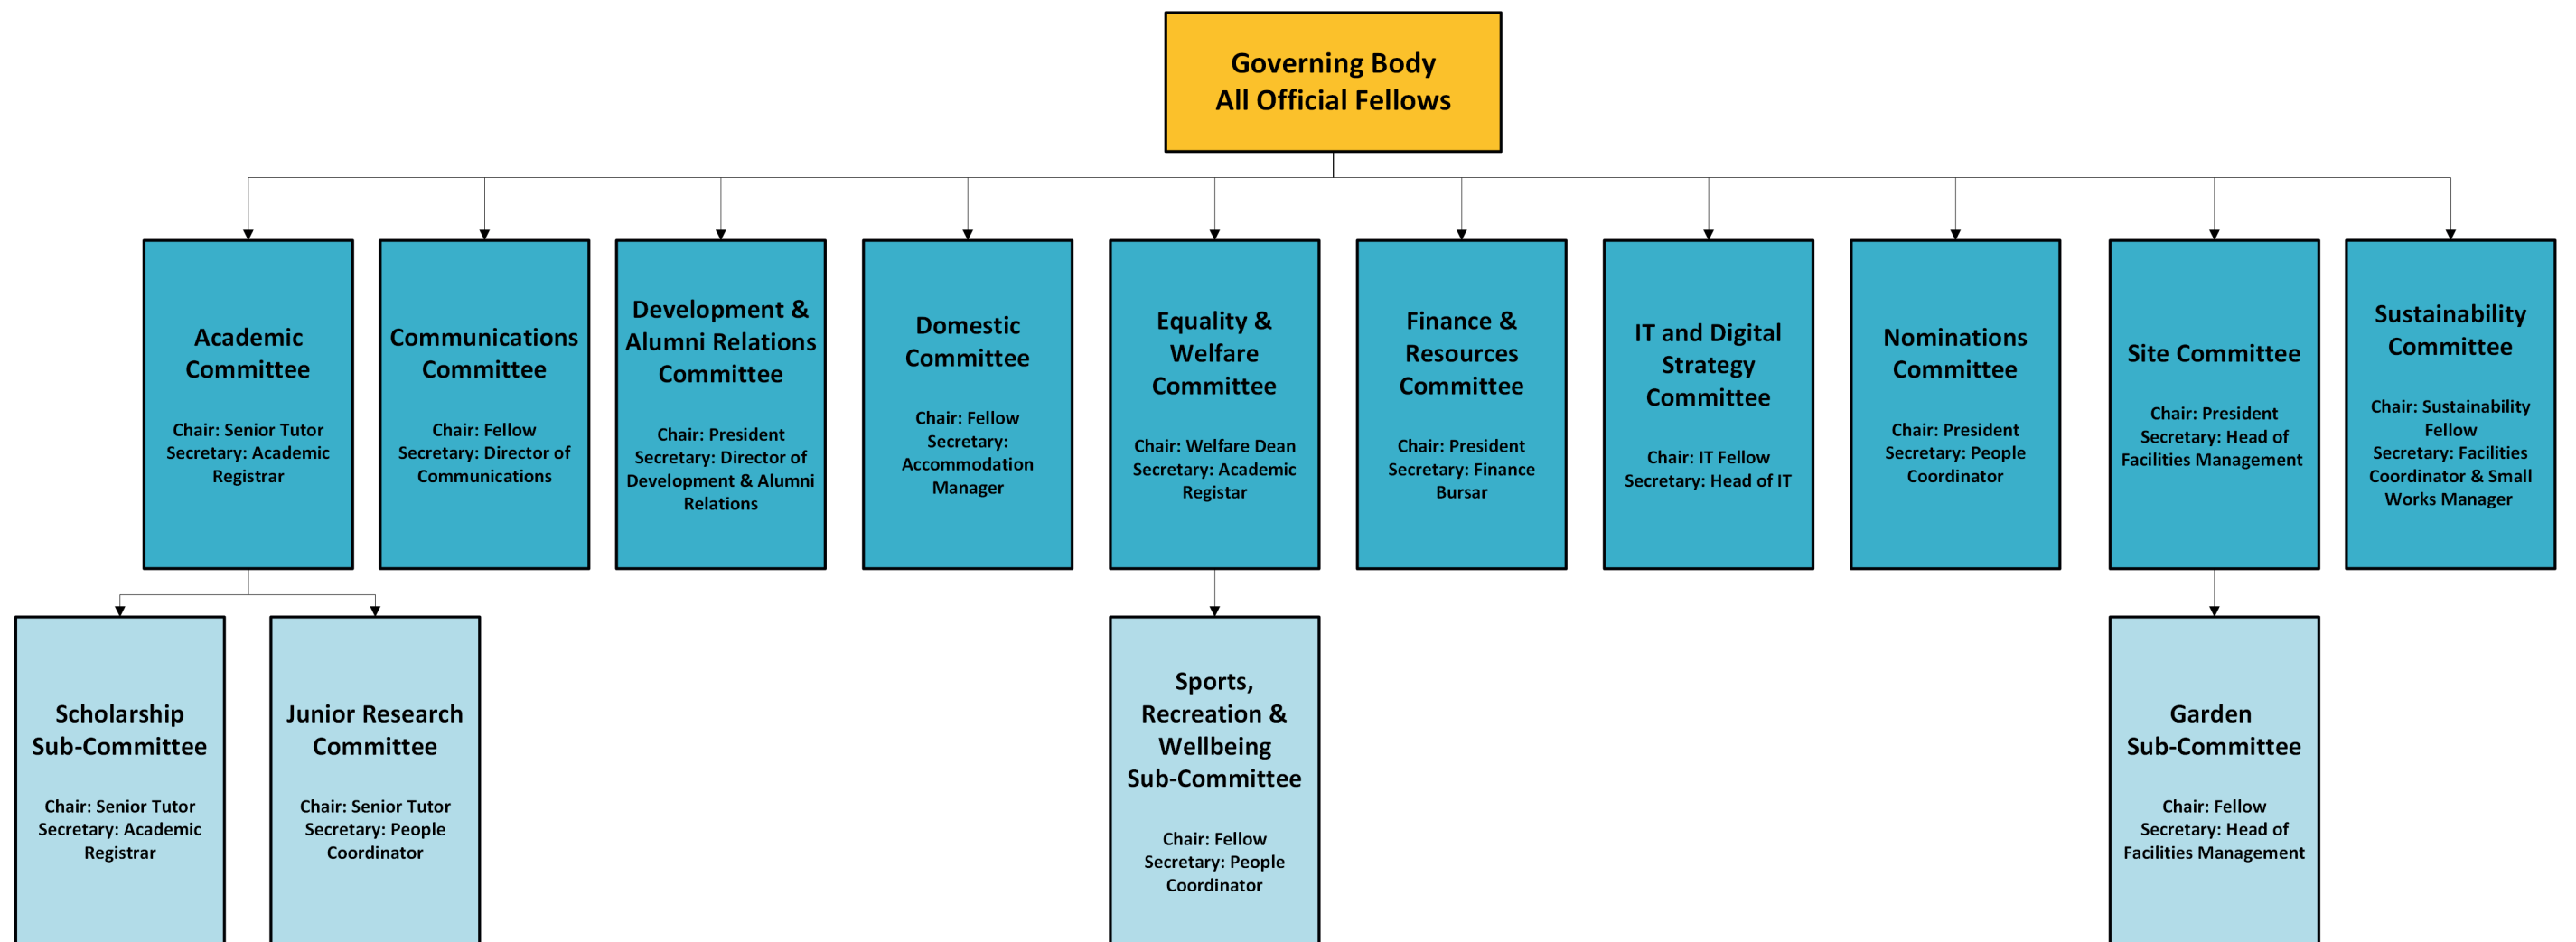 Governing Body
All Official Fellows
Academic
Committee
Chair: Senior Tutor
Secretary: Academic
Registrar
Communications
Committee
Chair: Fellow
Secretary: Director of
Communications
Development &
Alumni Relations
Committee
Chair: President
Secretary: Director of
Development & Alumni
Relations
Domestic
Committee
Chair: Fellow
Secretary:
Accommodation
Manager
Equality &
Welfare
Committee
Chair: Welfare Dean
Secretary: Academic
Registar
Finance &
Resources
Committee
Chair: President
Secretary: Finance
Bursar
IT and Digital
Strategy
Committee
Chair: IT Fellow
Secretary: Head of IT
Nominations
Committee
Chair: President
Secretary: People
Coordinator
Site Committee
Chair: President
Secretary: Head of
Facilities Management
Sustainability
Committee
Chair: Sustainability
Fellow
Secretary: Facilities
Coordinator & Small
Works Manager
Scholarship
Sub-Committee
Chair: Senior Tutor
Secretary: Academic
Registrar
Junior Research
Committee
Chair: Senior Tutor
Secretary: People
Coordinator
Sports,
Recreation &
Wellbeing
Sub-Committee
Chair: Fellow
Secretary: People
Coordinator
Garden
Sub-Committee
Chair: Fellow
Secretary: Head of
Facilities Management